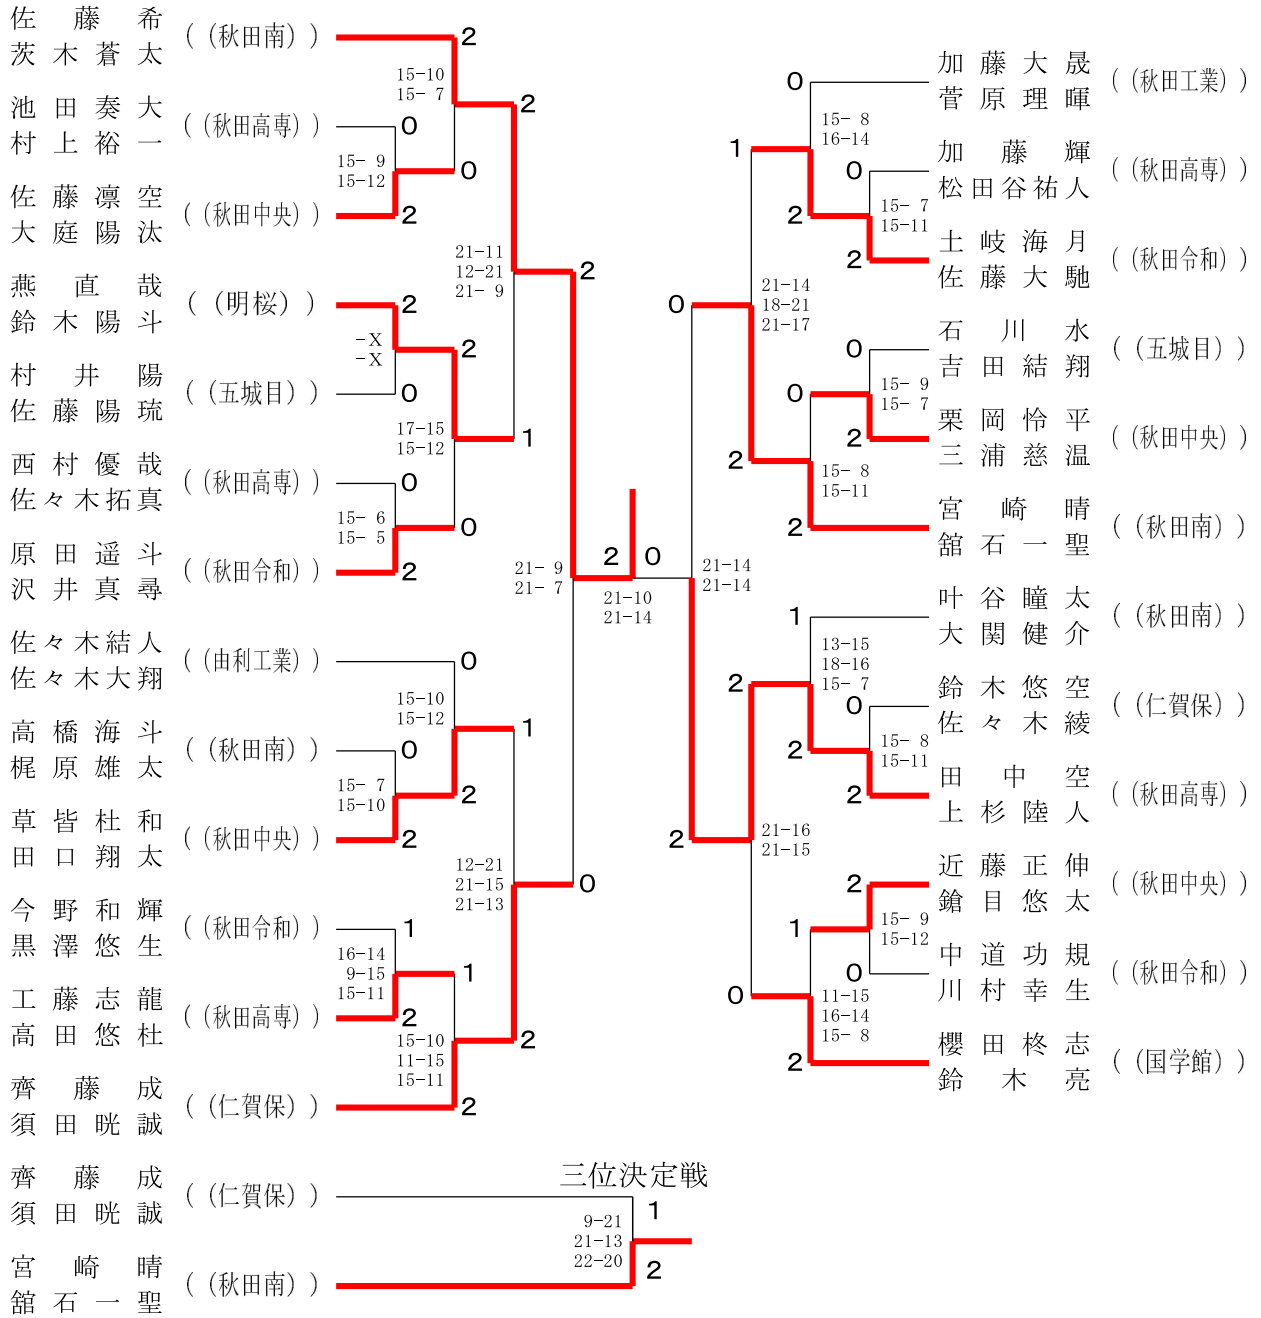 佐藤希
茨木蒼太
((秋田南))
2
15-10
15- 7
2
池田奏大
村上裕一
((秋田高専))
0
15- 9
15-12
0
佐藤凛空
大庭陽汰
((秋田中央))
2
21-11
12-21
21- 9
2
燕直哉
鈴木陽斗
((明桜))
2
-X
-X
2
村井陽
佐藤陽琉
((五城目))
0
17-15
15-12
1
西村優哉
佐々木拓真
((秋田高専))
0
15- 6
15- 5
0
原田遥斗
沢井真尋
((秋田令和))
2
21- 9
21- 7
2
0
21-10
21-14
佐々木結人
佐々木大翔
((由利工業))
0
15-10
15-12
1
高橋海斗
梶原雄太
((秋田南))
0
15- 7
15-10
2
草皆杜和
田口翔太
((秋田中央))
2
12-21
21-15
21-13
0
今野和輝
黒澤悠生
((秋田令和))
1
16-14
9-15
15-11
1
工藤志龍
高田悠杜
((秋田高専))
2
15-10
11-15
15-11
2
齊藤成
須田晄誠
((仁賀保))
2
加藤大晟
菅原理暉
((秋田工業))
0
15- 8
16-14
1
加藤輝
松田谷祐人
((秋田高専))
0
15- 7
15-11
2
土岐海月
佐藤大馳
((秋田令和))
2
21-14
18-21
21-17
0
石川水
吉田結翔
((五城目))
0
15- 9
15- 7
0
栗岡怜平
三浦慈温
((秋田中央))
2
15- 8
15-11
2
宮崎晴
舘石一聖
((秋田南))
2
21-14
21-14
叶谷瞳太
大関健介
((秋田南))
1
13-15
18-16
15- 7
2
鈴木悠空
佐々木綾
((仁賀保))
0
15- 8
15-11
2
田中空
上杉陸人
((秋田高専))
2
21-16
21-15
2
近藤正伸
鎗目悠太
((秋田中央))
2
15- 9
15-12
1
中道功規
川村幸生
((秋田令和))
0
11-15
16-14
15- 8
0
櫻田柊志
鈴木亮
((国学館))
2
三位決定戦
齊藤成
須田晄誠
((仁賀保))
1
9-21
21-13
22-20
宮崎晴
舘石一聖
((秋田南))
2